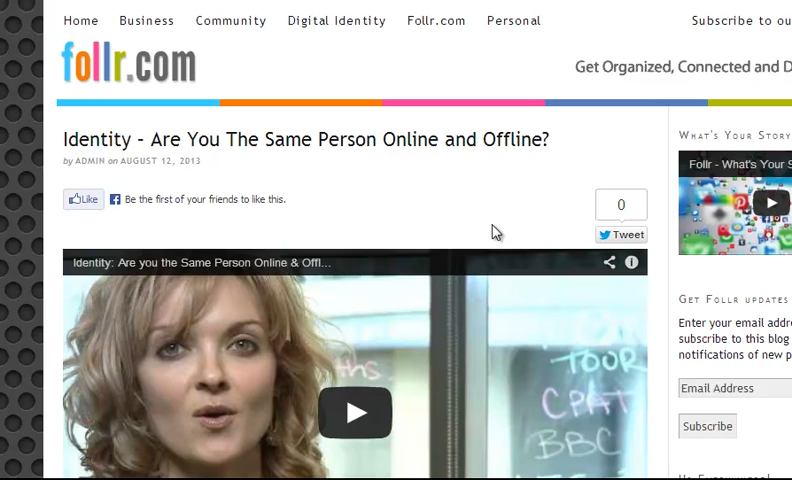 Home Business Community Digital Identity Follr.com Personal Subscribe to ou
follr.com
Get Organized, Connected and D
Identity - Are You The Same Person Online and Offline?
by ADMIN on AUGUST 12, 2013
Like Be the first of your friends to like this.
0
Tweet
Identity: Are you the Same Person Online & Offl...
TOUR
BBC
WHAT'S YOUR STORY
Follr - What's Your S
GET FOLLR UPDATES
Enter your email addre
subscribe to this blog
notifications of new p
Email Address
Subscribe